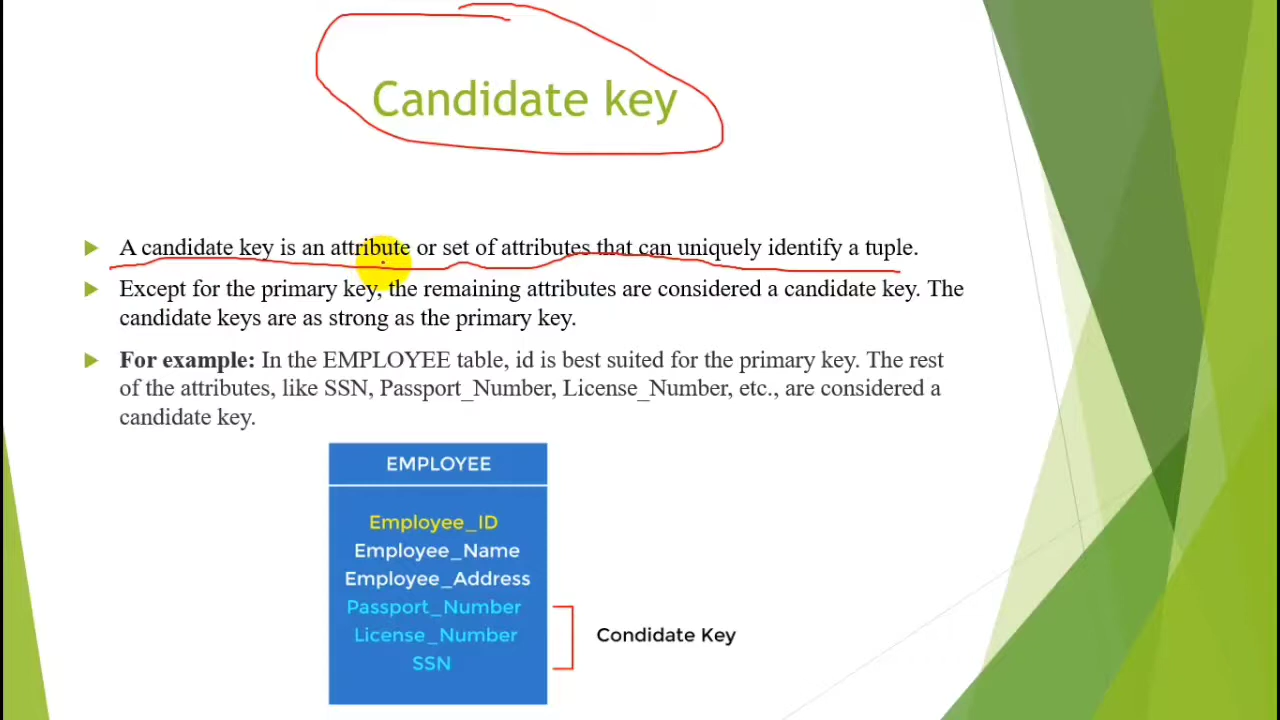 Candidate key
A candidate key is an attribute or set of attributes that can uniquely identify a tuple.
Except for the primary key, the remaining attributes are considered a candidate key. The
candidate keys are as strong as the primary key.
For example: In the EMPLOYEE table, id is best suited for the primary key. The rest
of the attributes, like SSN, Passport_Number, License_Number, etc., are considered a
candidate key.
EMPLOYEE
Employee_ID
Employee_Name
Employee_Address
Passport_Number
License_Number
Condidate Key
SSN